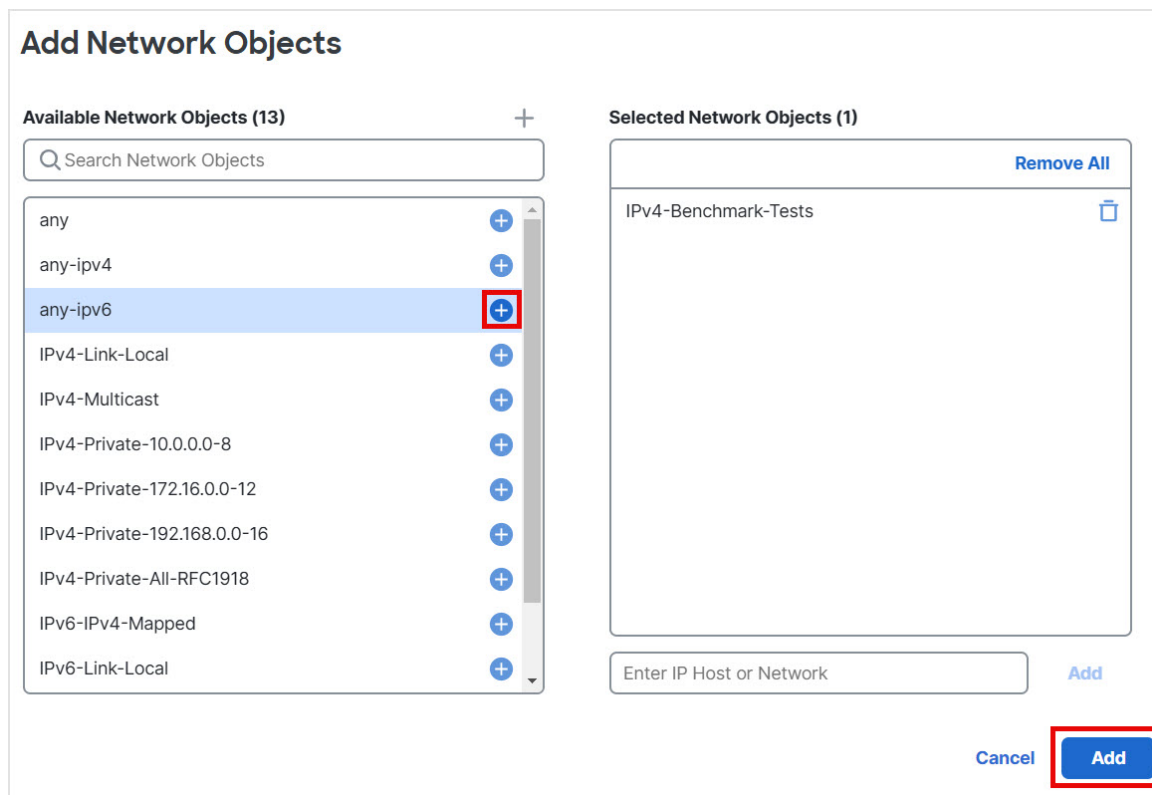 Add Network Objects
Available Network Objects (13)
Search Network Objects
any
any-ipv4
any-ipv6
IPv4-Link-Local
IPv4-Multicast
IPv4-Private-10.0.0.0-8
IPv4-Private-172.16.0.0-12
IPv4-Private-192.168.0.0-16
IPv4-Private-All-RFC1918
IPv6-IPv4-Mapped
IPv6-Link-Local
Selected Network Objects (1)
Remove All
IPv4-Benchmark-Tests
Enter IP Host or Network
Add
Cancel
Add